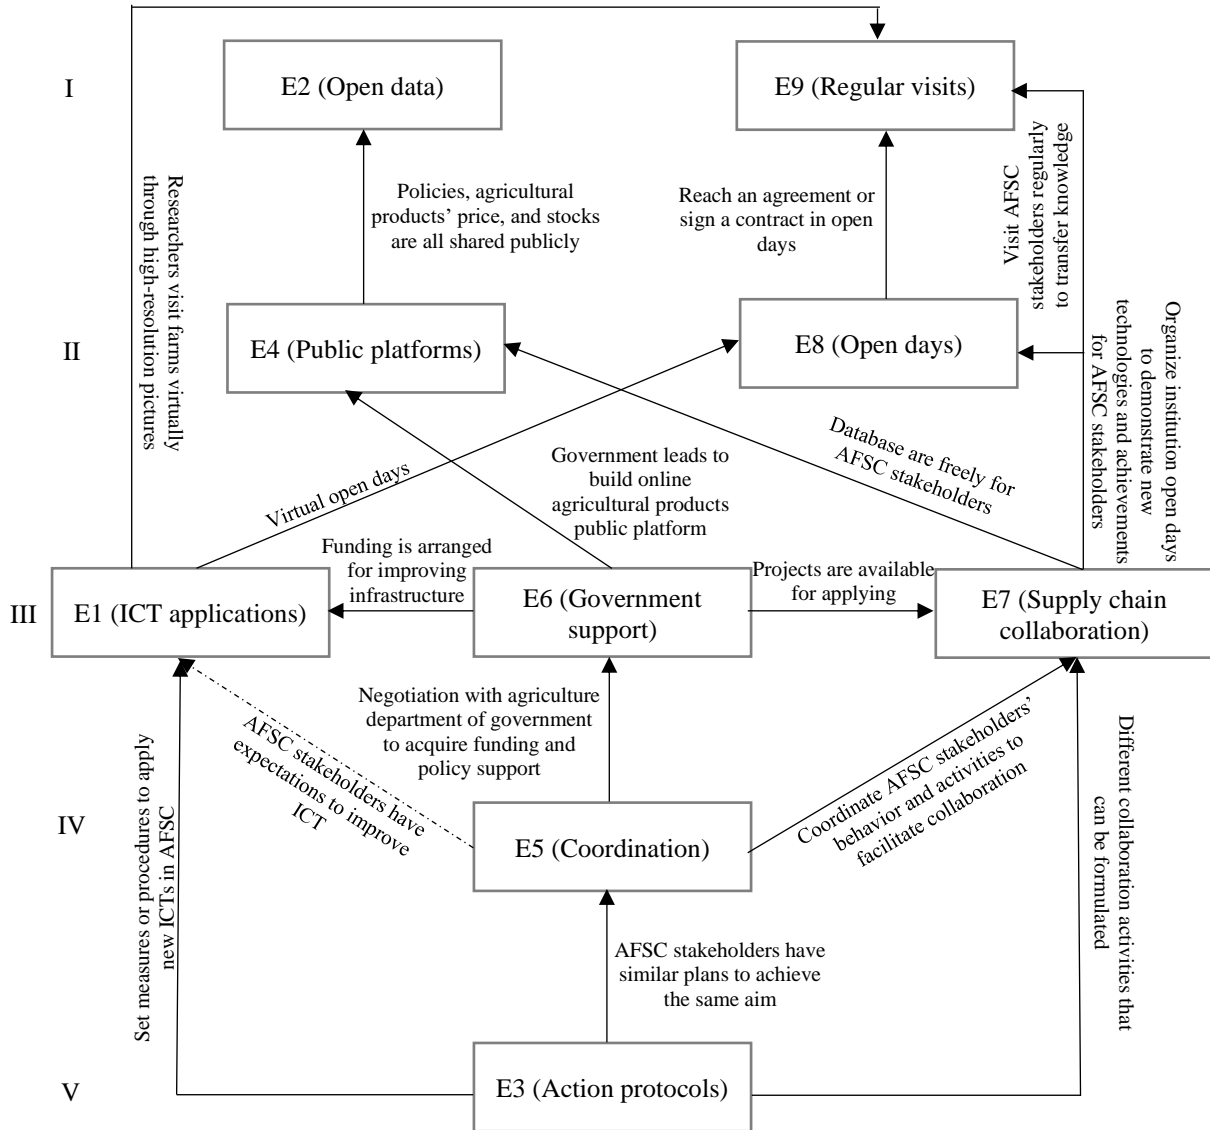 I
E2 (Open data)
E9 (Regular visits)
Researchers visit farms virtually
through high-resolution pictures
Policies, agricultural
products’ price, and stocks
are all shared publicly
Reach an agreement or
sign a contract in open
days
Visit AFSC
stakeholders regularly
to transfer knowledge
II
E4 (Public platforms)
E8 (Open days)
Organize institution open days
to demonstrate new
technologies and achievements
for AFSC stakeholders
Virtual open days
Government leads to
build online
agricultural products
public platform
Database are freely for
AFSC stakeholders
Funding is arranged
for improving
infrastructure
Projects are available
for applying
III
E1 (ICT applications)
E6 (Government
support)
E7 (Supply chain
collaboration)
Set measures or procedures to apply
new ICTs in AFSC
AFSC stakeholders have
expectations to improve
ICT
Negotiation with agriculture
department of government
to acquire funding and
policy support
Coordinate AFSC stakeholders’
behavior and activities to
facilitate collaboration
Different collaboration activities that
can be formulated
IV
E5 (Coordination)
AFSC stakeholders have
similar plans to achieve
the same aim
V
E3 (Action protocols)